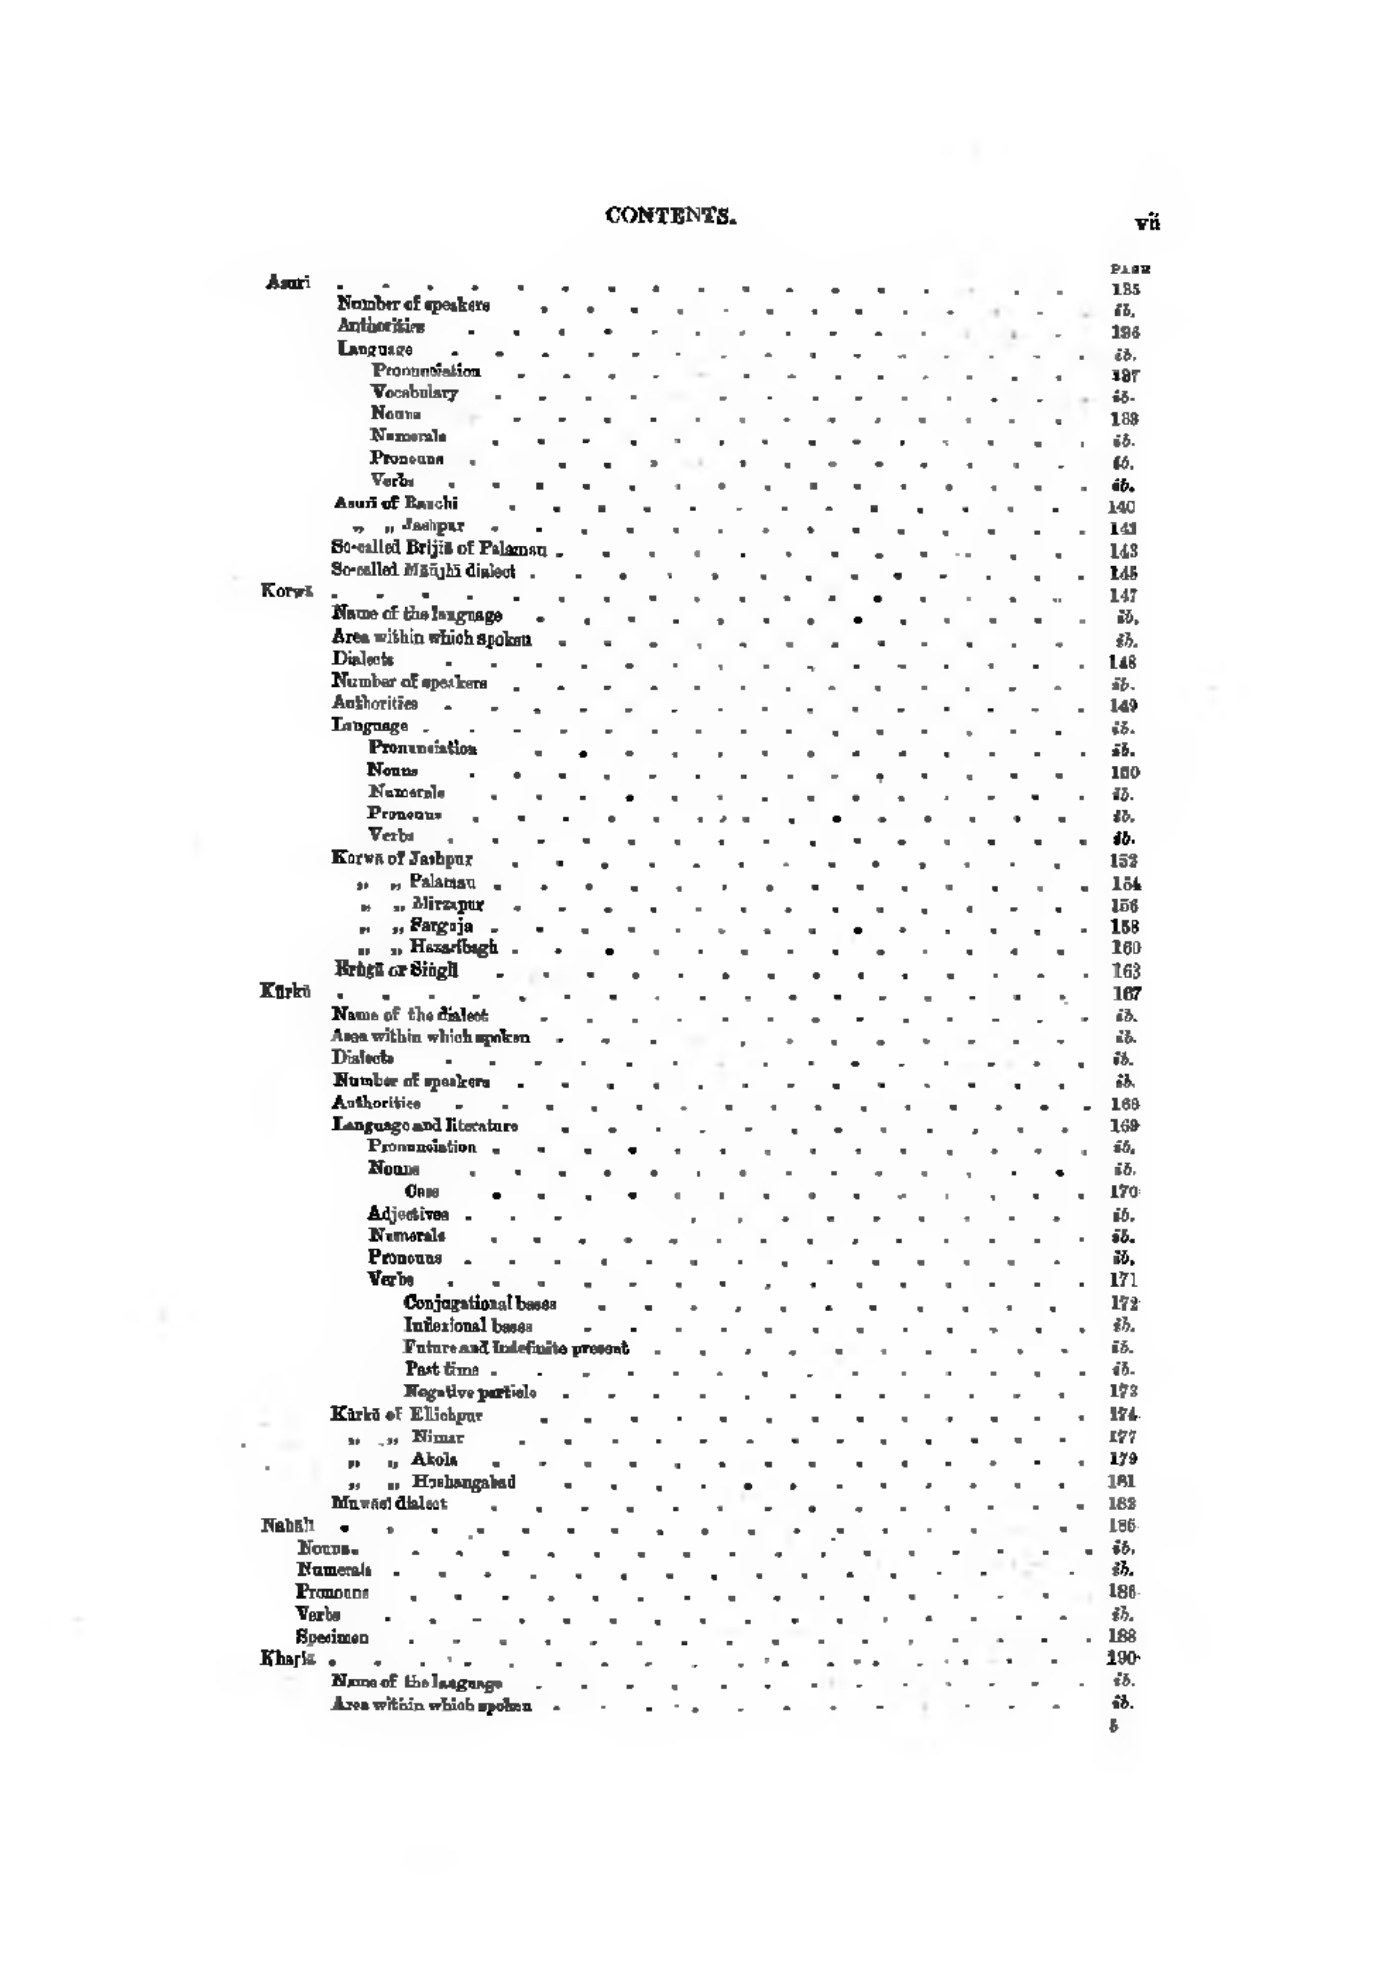 CONTENTS. vii
PAGE
Asurī 135
Number of speakers ib.
Authorities 136
Language ib.
Pronunciation 137
Vocabulary ib.
Nouns 138
Numerals ib.
Pronouns ib.
Verbs ib.
Asurī of Ranchi 140
„ „ Jashpur 141
So-called Brijiā of Palamau 143
So-called Mãnjhī dialect 145
Korwā 147
Name of the language ib.
Area within which spoken ib.
Dialects 148
Number of speakers ib.
Authorities 149
Language ib.
Pronunciation ib.
Nouns 150
Numerals ib.
Pronouns ib.
Verbs ib.
Korwā of Jashpur 152
„ „ Palamau 154
„ „ Mirzapur 156
„ „ Sarguja 158
„ „ Hazaribagh 160
or Singlī 163
Kūrkū 167
Name of the dialect ib.
Area within which spoken ib.
Dialects ib.
Number of speakers ib.
Authorities 168
Language and literature 169
Pronunciation ib.
Nouns ib.
Case 170
Adjectives ib.
Numerals ib.
Pronouns ib.
Verbs 171
Conjugational bases 172
Inflexional bases ib.
Future and Indefinite present ib.
Past time ib.
Negative particle 173
Kūrkū of Ellichpur 174
„ „ Nimar 177
„ „ Akola 179
„ „ Hoshangabad 181
Muwāsī dialect 183
Nahālī 185
Nouns ib.
Numerals ib.
Pronouns 186
Verbs ib.
Specimen 188
Khaṛiā 190
Name of the language ib.
Area within which spoken ib.
b